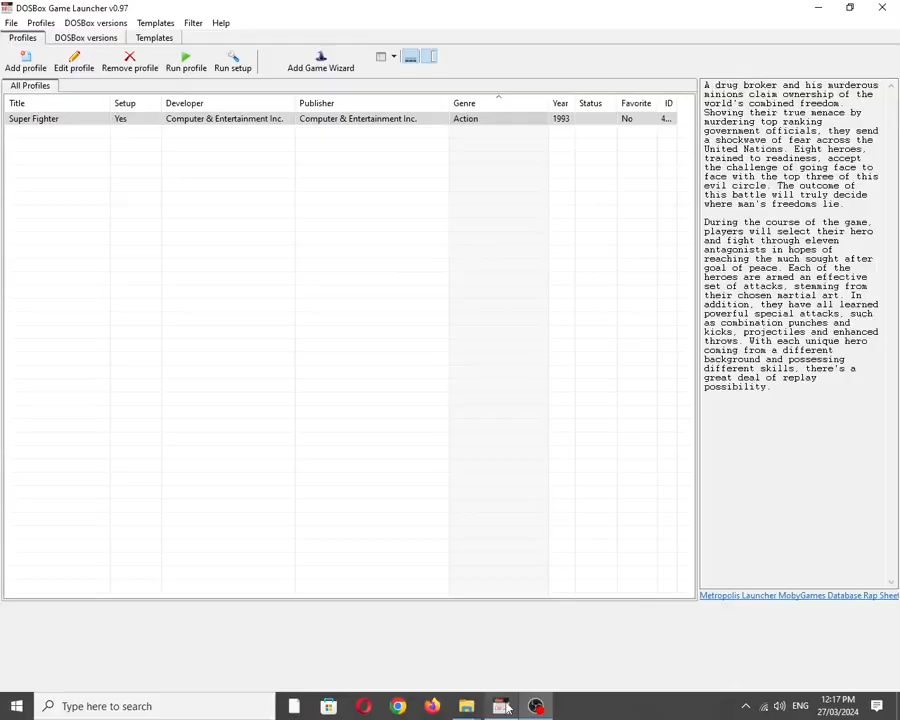 DOSBox Game Launcher v0.97
File Profiles DOSBox versions Templates Filter Help
Profiles DOSBox versions Templates
Add profile Edit profile Remove profile Run profile Run setup Add Game Wizard
All Profiles
Title Setup Developer Publisher Genre Year Status Favorite ID
Super Fighter Yes Computer & Entertainment Inc. Computer & Entertainment Inc. Action 1993 No 4...
A drug broker and his murderous
minions claim ownership of the
world's combined freedom.
Showing their true menace by
murdering top ranking
government officials, they send
a shockwave of fear across the
United Nations. Eight heroes,
trained to readiness, accept
the challenge of going face to
face with the top three of this
evil circle. The outcome of
this battle will truly decide
where man's freedoms lie.
During the course of the game,
players will select their hero
and fight through eleven
antagonists in hopes of
reaching the much sought after
goal of peace. Each of the
heroes are armed an effective
set of attacks, stemming from
their chosen martial art. In
addition, they have all learned
powerful special attacks, such
as combination punches and
kicks, projectiles and enhanced
throws. With each unique hero
coming from a different
background and possessing
different skills, there's a
great deal of replay
possibility.
Metropolis Launcher MobyGames Database Rap Sheet
Type here to search
ENG
12:17 PM
27/03/2024